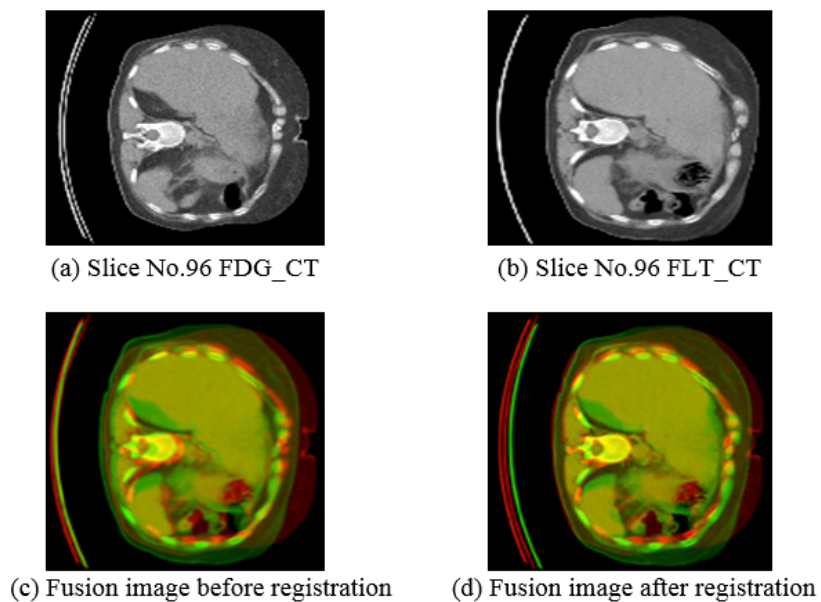 (a) Slice No.96 FDG_CT
(b) Slice No.96 FLT_CT
(c) Fusion image before registration
(d) Fusion image after registration